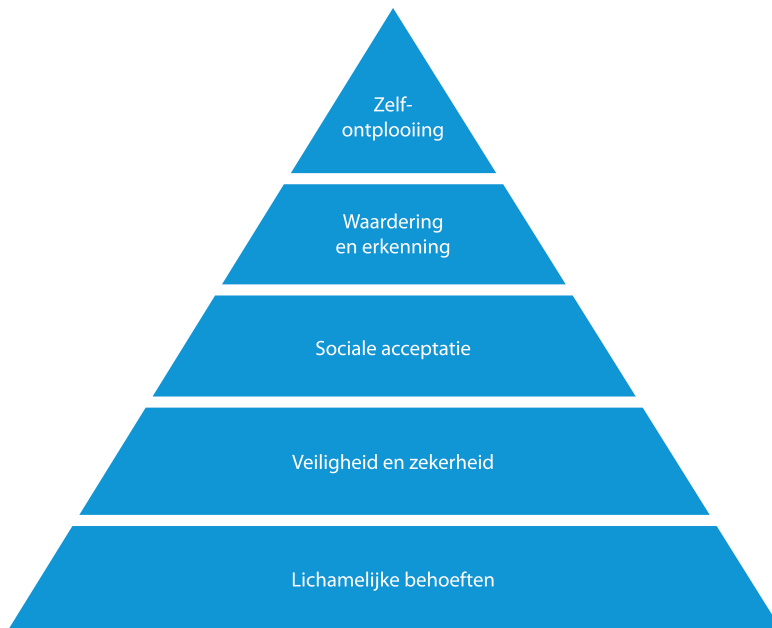 Zelf-
ontplooiing
Waardering
en erkenning
Sociale acceptatie
Veiligheid en zekerheid
Lichamelijke behoeften